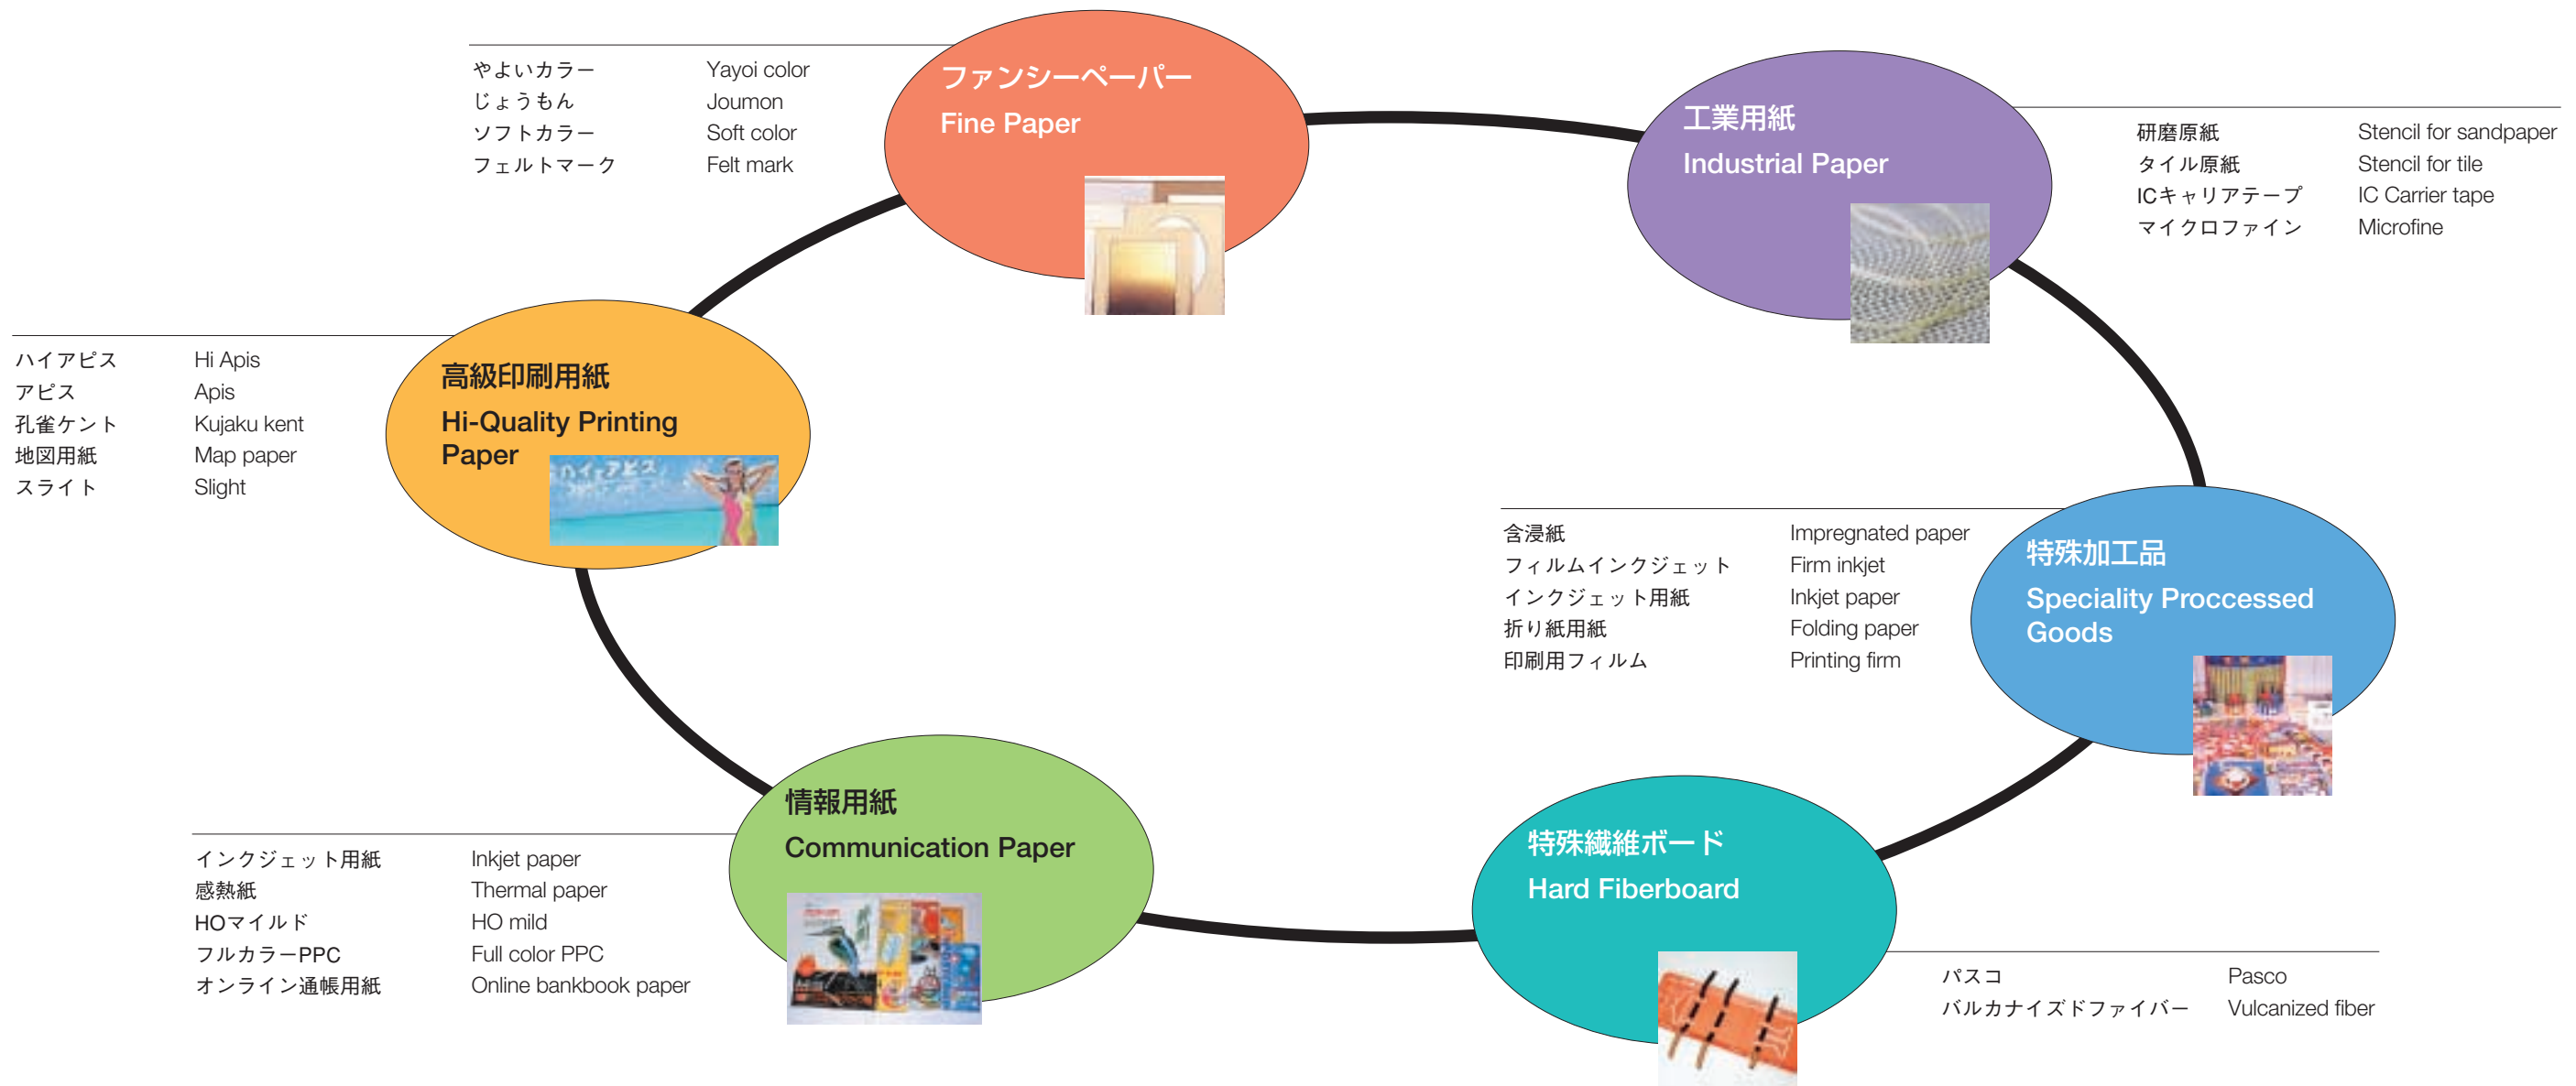 ファンシーペーパー
Fine Paper
やよいカラー Yayoi color
じょうもん Joumon
ソフトカラー Soft color
フェルトマーク Felt mark
工業用紙
Industrial Paper
研磨原紙 Stencil for sandpaper
タイル原紙 Stencil for tile
ICキャリアテープ IC Carrier tape
マイクロファイン Microfine
高級印刷用紙
Hi-Quality Printing
Paper
ハイアピス
ハイアピス Hi Apis
アピス Apis
孔雀ケント Kujaku kent
地図用紙 Map paper
スライト Slight
特殊加工品
Speciality Proccessed
Goods
含浸紙 Impregnated paper
フィルムインクジェット Firm inkjet
インクジェット用紙 Inkjet paper
折り紙用紙 Folding paper
印刷用フィルム Printing firm
情報用紙
Communication Paper
インクジェット用紙 Inkjet paper
感熱紙 Thermal paper
HOマイルド HO mild
フルカラーPPC Full color PPC
オンライン通帳用紙 Online bankbook paper
特殊繊維ボード
Hard Fiberboard
パスコ Pasco
バルカナイズドファイバー Vulcanized fiber